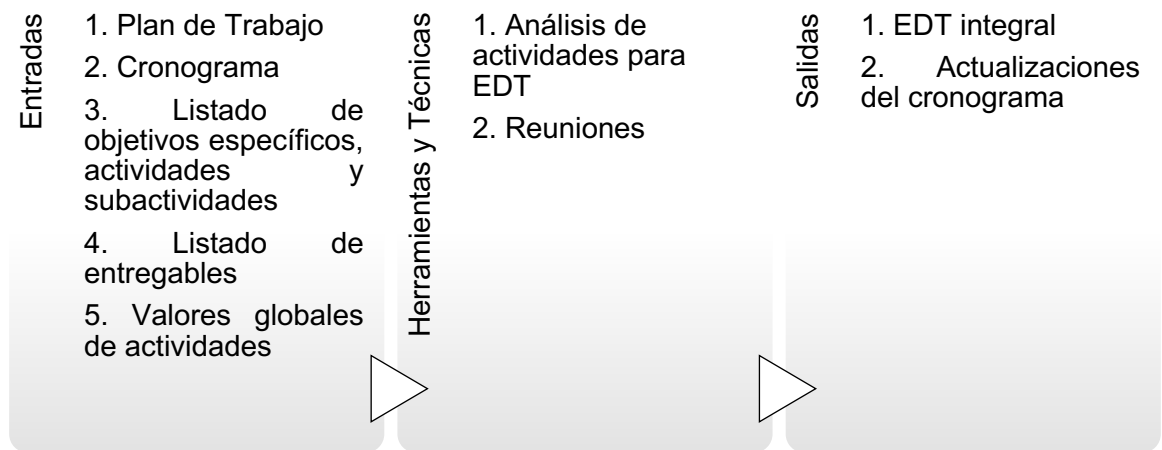 Entradas
1. Plan de Trabajo
2. Cronograma
3. Listado de
objetivos específicos,
actividades y
subactividades
4. Listado de
entregables
5. Valores globales
de actividades
Herramientas y Técnicas
1. Análisis de
actividades para
EDT
2. Reuniones
Salidas
1. EDT integral
2. Actualizaciones
del cronograma